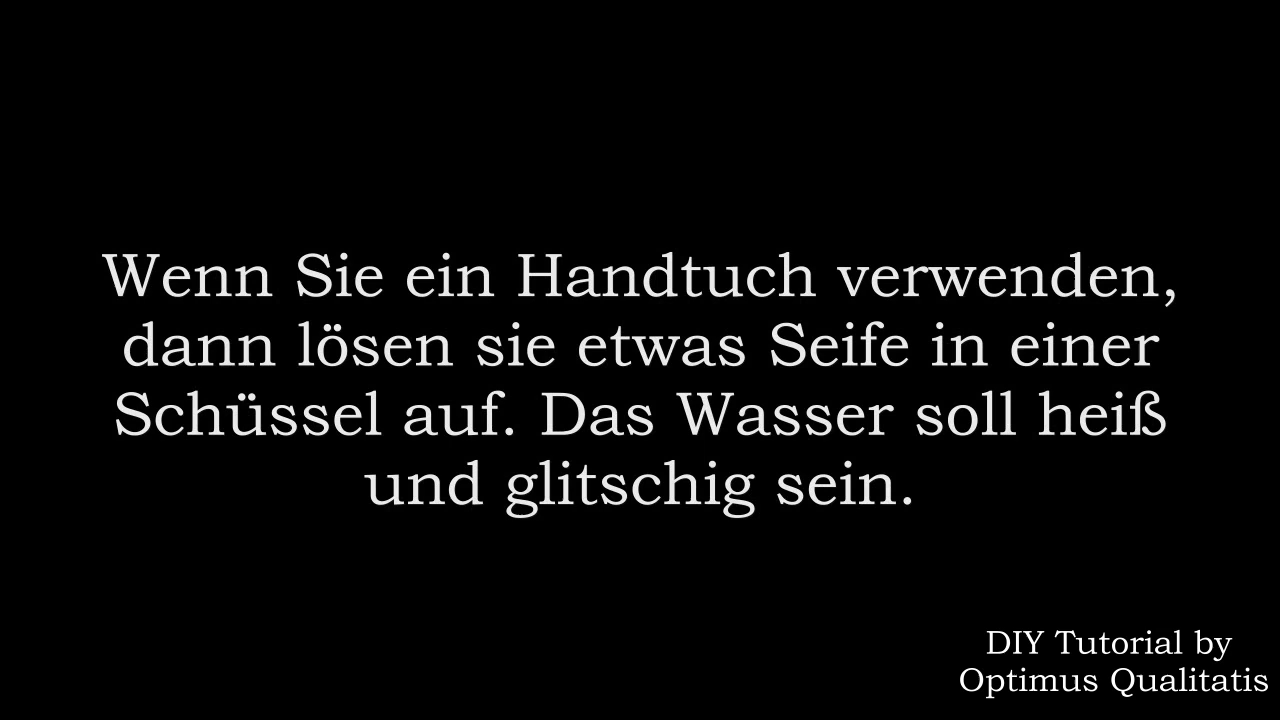 Wenn Sie ein Handtuch verwenden,
dann lösen sie etwas Seife in einer
Schüssel auf. Das Wasser soll heiß
und glitschig sein.
DIY Tutorial by
Optimus Qualitatis